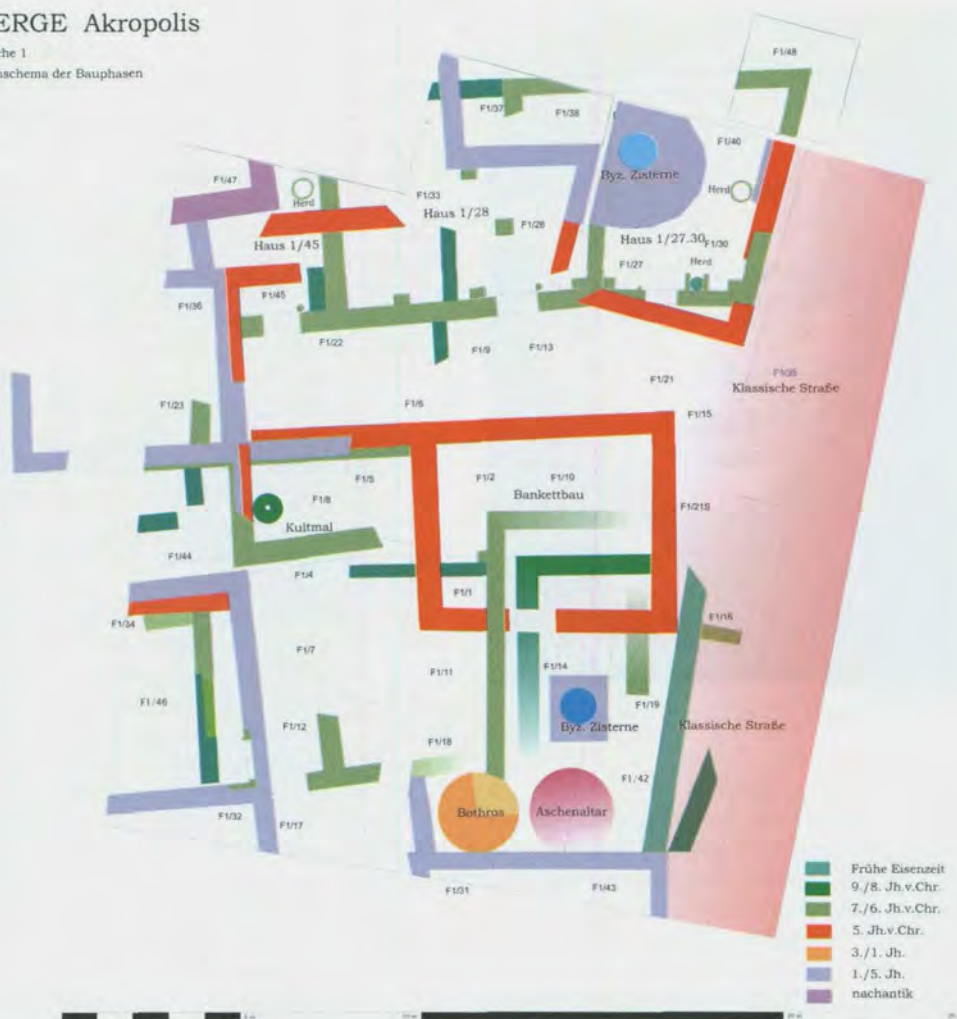 ERGE Akropolis
che 1
schema der Bauphasen
F1/48
F1/37
F1/38
F1/40
Byz. Zisterne
F1/47
Herd
Herd
F1/33
Haus 1/28
F1/28
Haus 1/45
Haus 1/27.30
F1/30
F1/27
Herd
F1/45
F1/36
F1/22
F1/9
F1/13
F1/21
F1/35
Klassische Straße
F1/23
F1/6
F1/15
F1/5
F1/2
F1/10
F1/8
Bankettbau
F1/21S
Kultmal
F1/44
F1/4
F1/1
F1/34
F1/16
F1/7
F1/11
F1/14
F1/46
F1/19
F1/12
Byz. Zisterne
Klassische Straße
F1/18
F1/42
Bothros
Aschenaltar
F1/32
F1/17
F1/31
F1/43
Frühe Eisenzeit
9./8. Jh.v.Chr.
7./6. Jh.v.Chr.
5. Jh.v.Chr.
3./1. Jh.
1./5. Jh.
nachantik